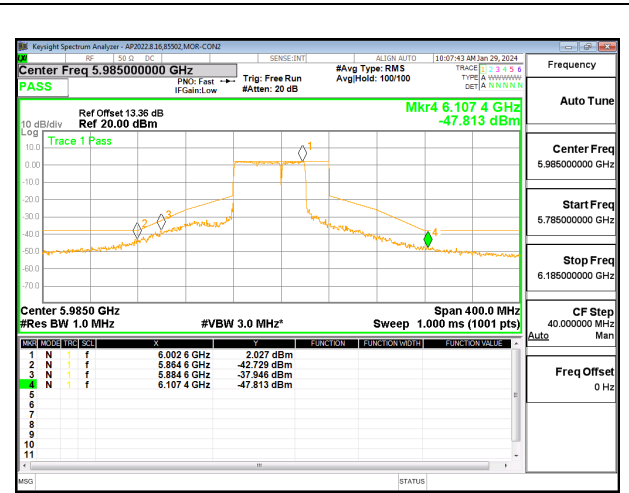 Keysight Spectrum Analyzer - AP2022.8.16,85502,MOR-CON2
RF 50 Ω DC SENSE:INT ALIGN AUTO 10:07:43 AM Jan 29, 2024
Center Freq 5.985000000 GHz
PASS
PNO: Fast
IFGain:Low
Trig: Free Run
#Atten: 20 dB
#Avg Type: RMS
Avg|Hold: 100/100
TRACE 1 2 3 4 5 6
TYPE A WWWWW
DET A N N N N N
Mkr4 6.107 4 GHz
-47.813 dBm
Ref Offset 13.36 dB
10 dB/div Ref 20.00 dBm
Log
Trace 1 Pass
10.0
0.00
-10.0
-20.0
-30.0
-40.0
-50.0
-60.0
-70.0
1
2
3
4
Center 5.9850 GHz Span 400.0 MHz
#Res BW 1.0 MHz #VBW 3.0 MHz* Sweep 1.000 ms (1001 pts)
MKR MODE TRC SCL X Y FUNCTION FUNCTION WIDTH FUNCTION VALUE
1 N 1 f 6.002 6 GHz 2.027 dBm
2 N 1 f 5.864 6 GHz -42.729 dBm
3 N 1 f 5.884 6 GHz -37.946 dBm
4 N 1 f 6.107 4 GHz -47.813 dBm
5
6
7
8
9
10
11
MSG STATUS
Frequency
Auto Tune
Center Freq
5.985000000 GHz
Start Freq
5.785000000 GHz
Stop Freq
6.185000000 GHz
CF Step
40.000000 MHz
Auto Man
Freq Offset
0 Hz